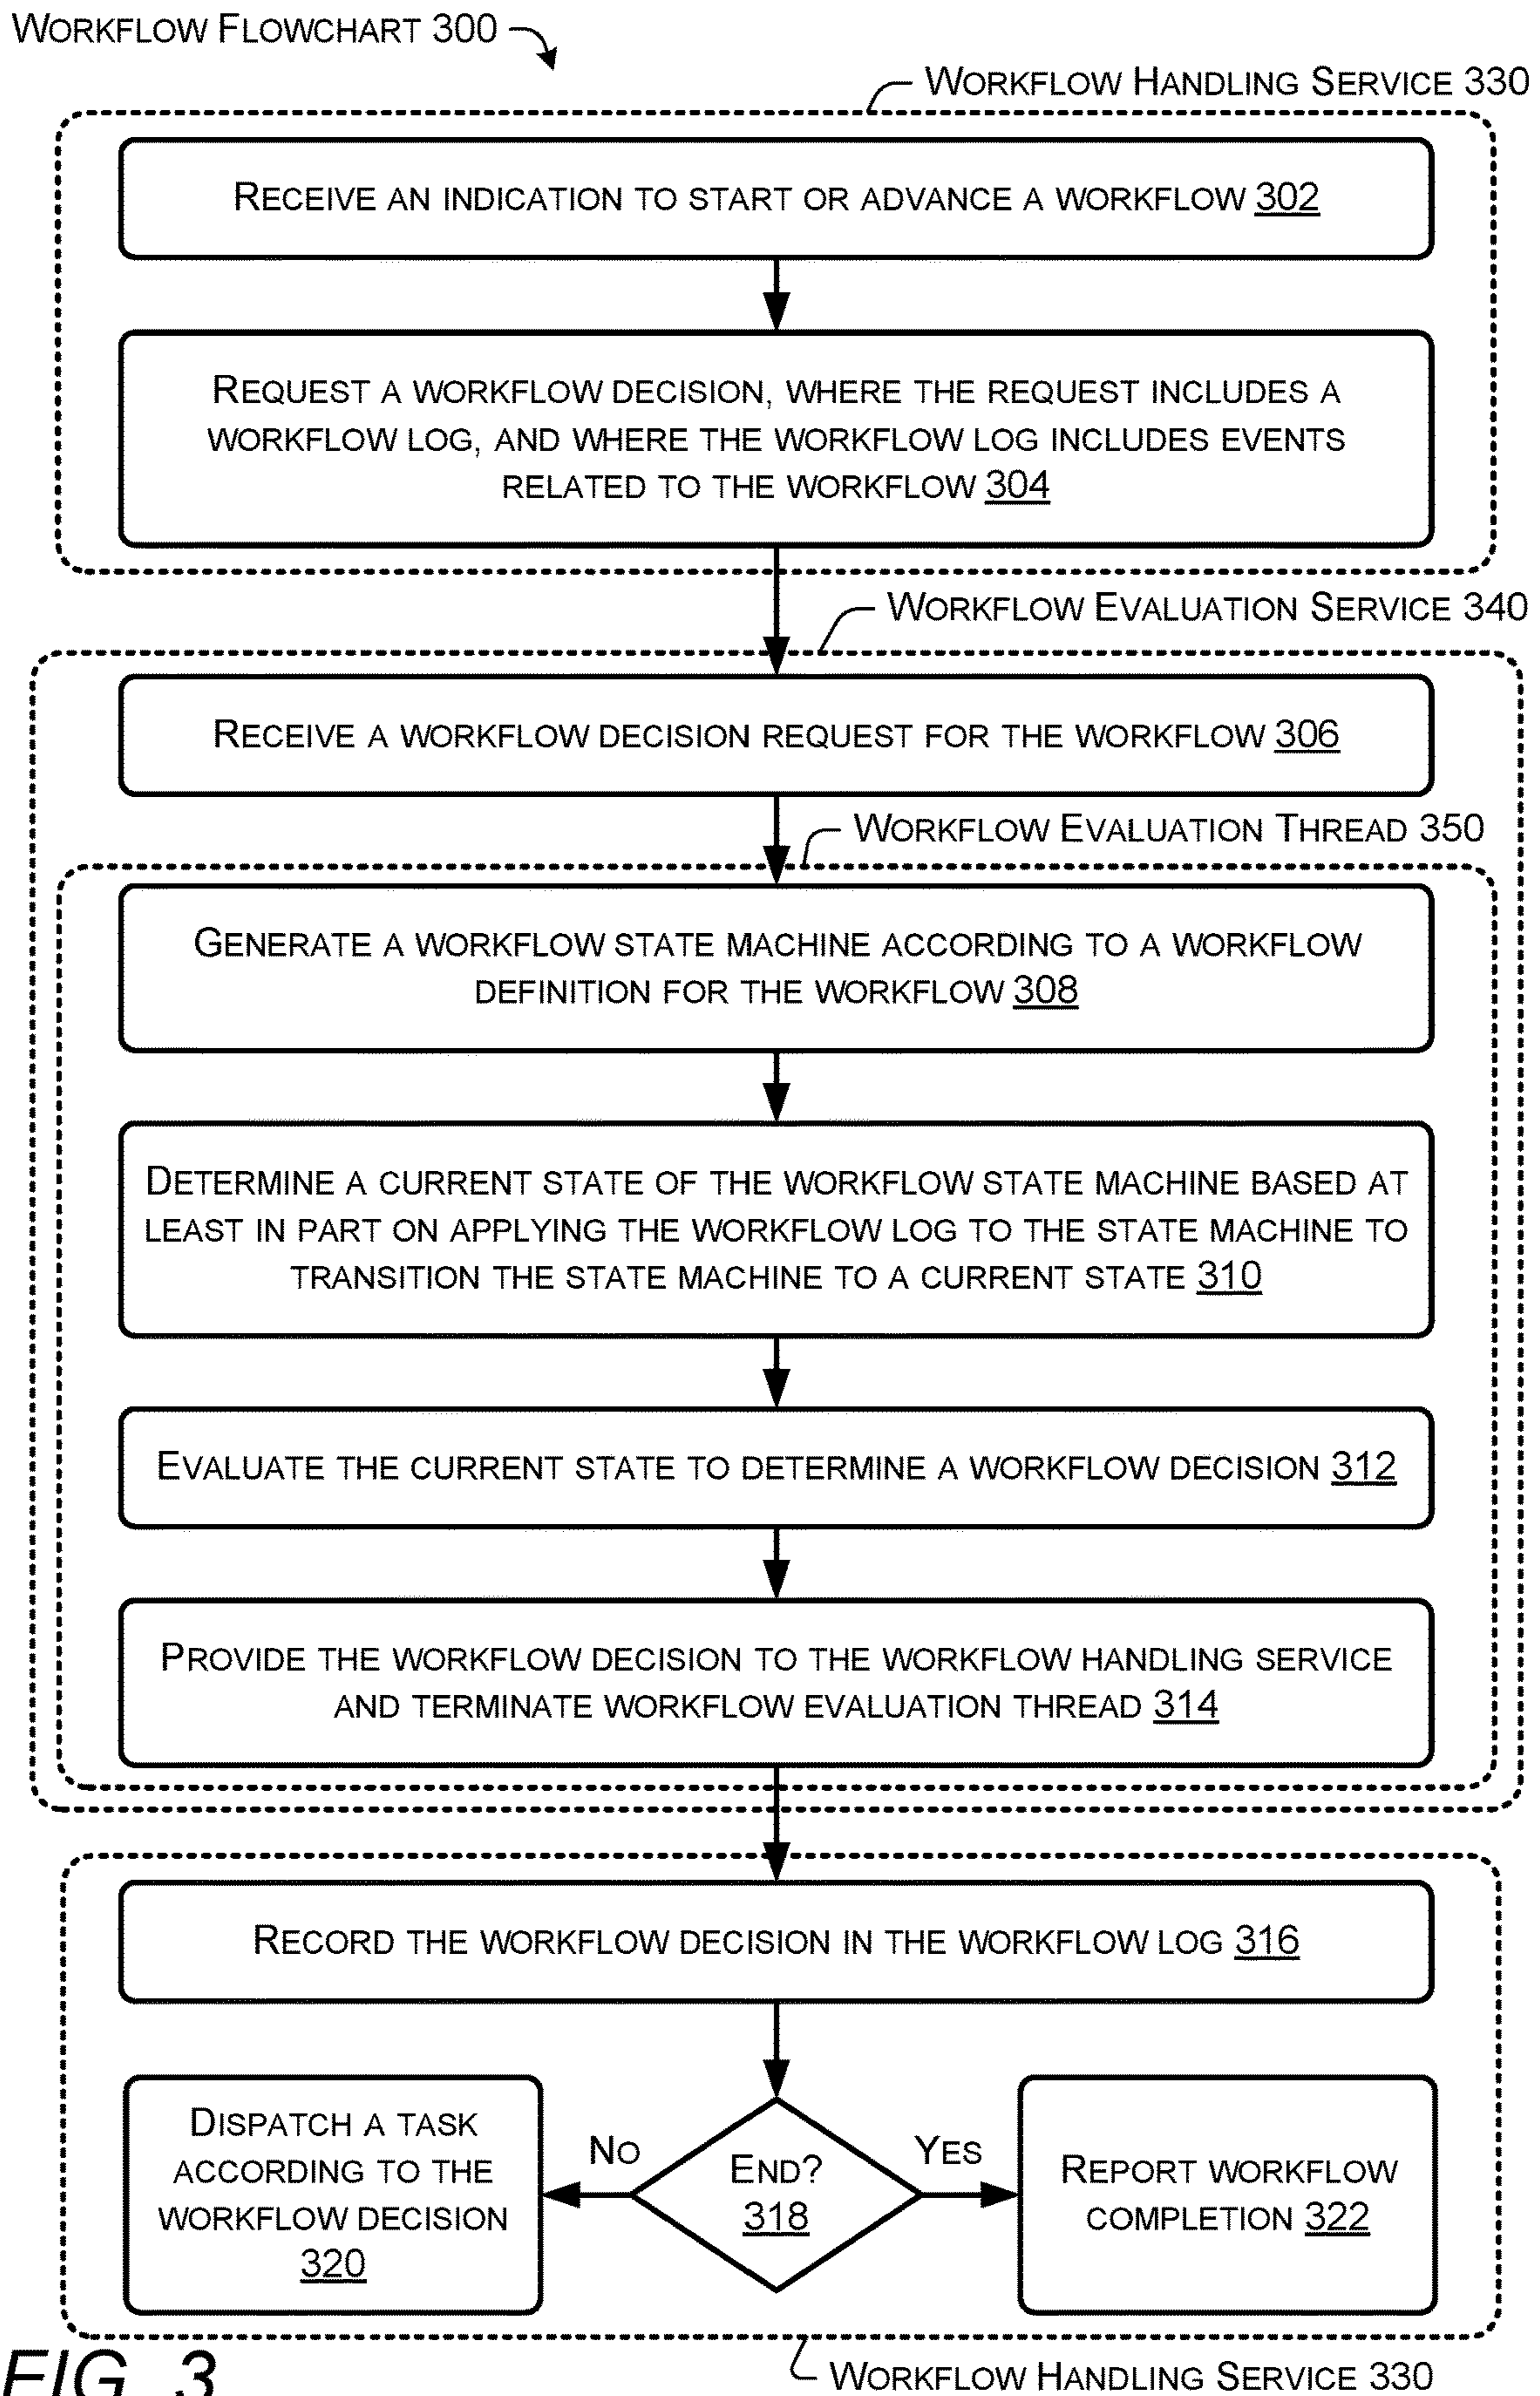 WORKFLOW FLOWCHART 300
WORKFLOW HANDLING SERVICE 330
RECEIVE AN INDICATION TO START OR ADVANCE A WORKFLOW 302
REQUEST A WORKFLOW DECISION, WHERE THE REQUEST INCLUDES A
WORKFLOW LOG, AND WHERE THE WORKFLOW LOG INCLUDES EVENTS
RELATED TO THE WORKFLOW 304
WORKFLOW EVALUATION SERVICE 340
RECEIVE A WORKFLOW DECISION REQUEST FOR THE WORKFLOW 306
WORKFLOW EVALUATION THREAD 350
GENERATE A WORKFLOW STATE MACHINE ACCORDING TO A WORKFLOW
DEFINITION FOR THE WORKFLOW 308
DETERMINE A CURRENT STATE OF THE WORKFLOW STATE MACHINE BASED AT
LEAST IN PART ON APPLYING THE WORKFLOW LOG TO THE STATE MACHINE TO
TRANSITION THE STATE MACHINE TO A CURRENT STATE 310
EVALUATE THE CURRENT STATE TO DETERMINE A WORKFLOW DECISION 312
PROVIDE THE WORKFLOW DECISION TO THE WORKFLOW HANDLING SERVICE
AND TERMINATE WORKFLOW EVALUATION THREAD 314
RECORD THE WORKFLOW DECISION IN THE WORKFLOW LOG 316
DISPATCH A TASK
ACCORDING TO THE
WORKFLOW DECISION
320
NO
END?
318
YES
REPORT WORKFLOW
COMPLETION 322
WORKFLOW HANDLING SERVICE 330
FIG. 3